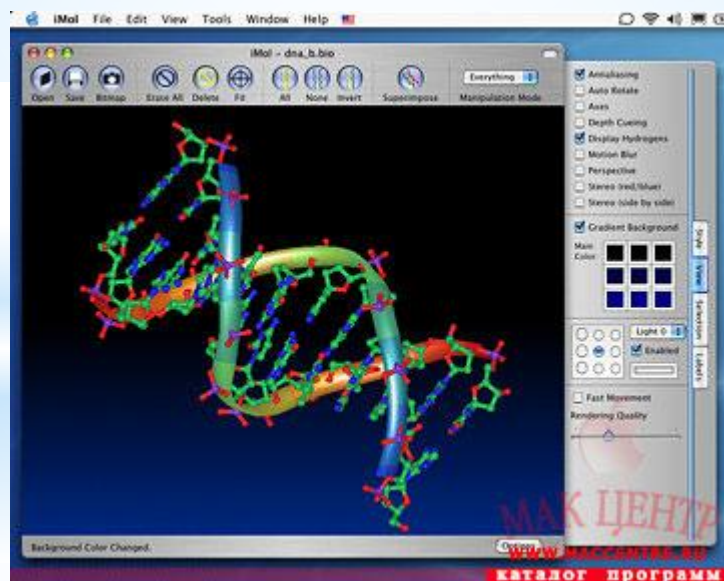 iMol File Edit View Tools Window Help
iMol – dna_b.bio
Open Save Bitmap Erase All Delete Fit All None Invert Superimpose Everything Manipulation Mode
Antialiasing
Auto Rotate
Axes
Depth Cueing
Display Hydrogens
Motion Blur
Perspective
Stereo (red/blue)
Stereo (side by side)
Gradient Background
Main
Color
Style
View
Selection
Labels
Light 0
Enabled
Fast Movement
Rendering Quality
Background Color Changed.
Options
МАК ЦЕНТР
WWW.MACCENTRE.RU
каталог программ